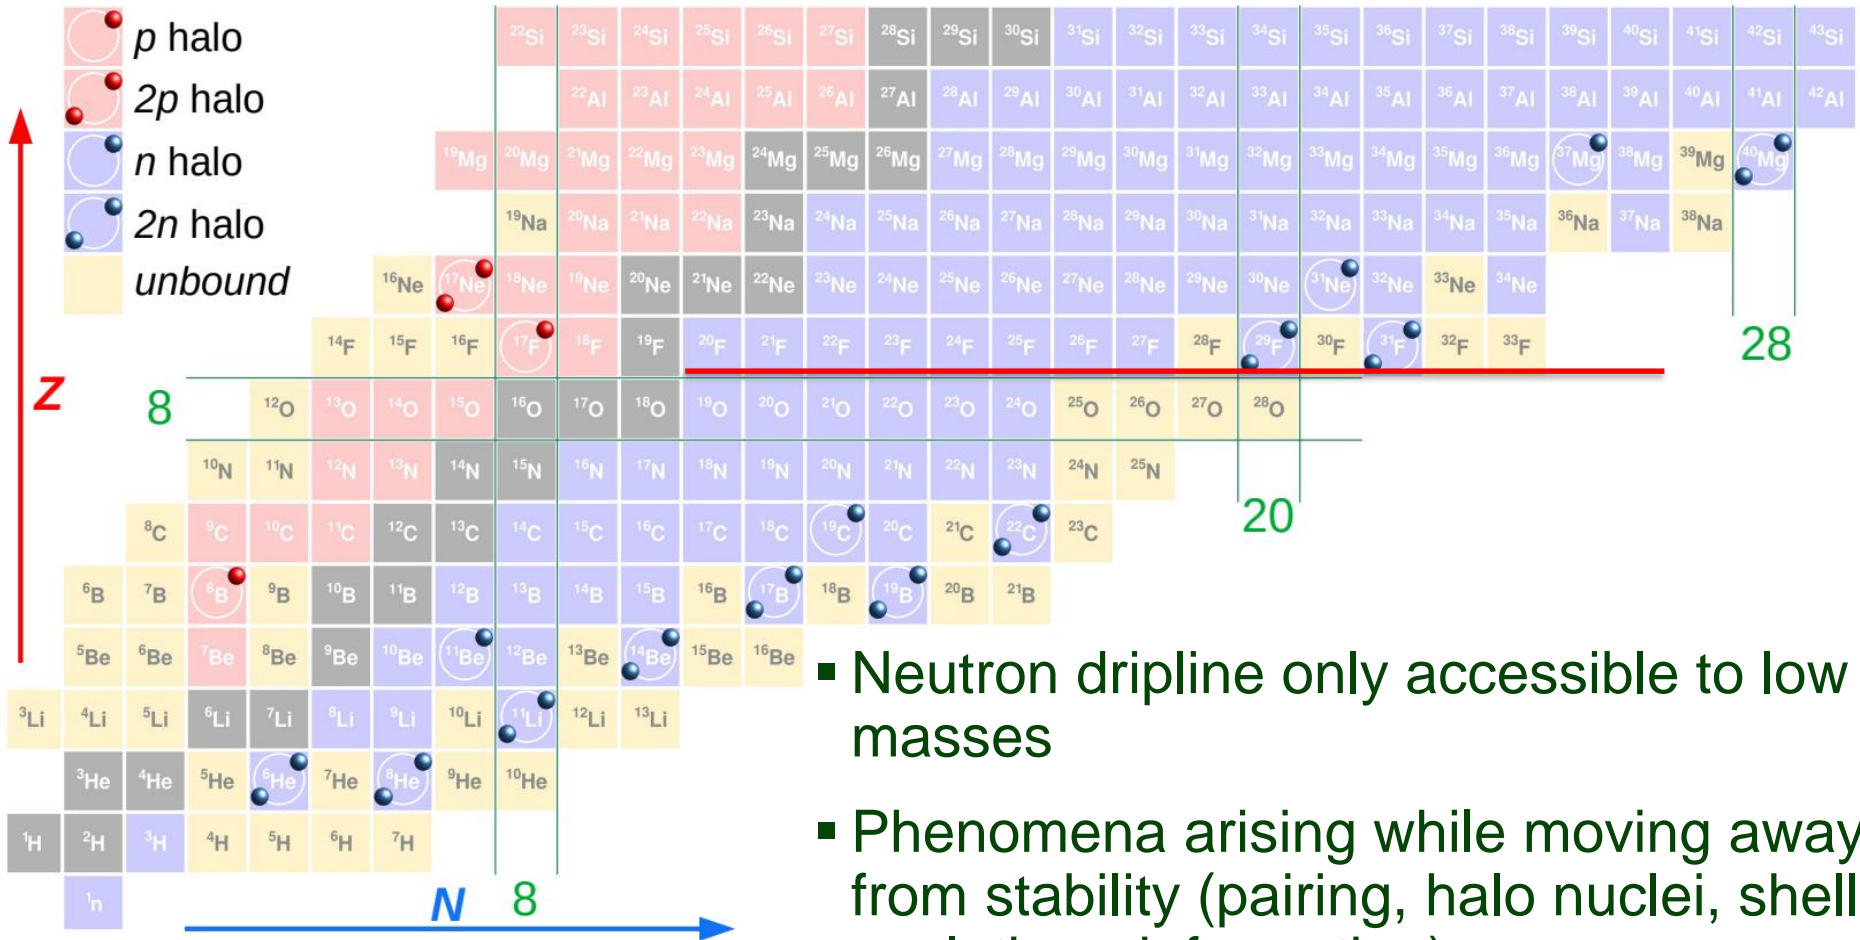 p halo
2p halo
n halo
2n halo
unbound
²²Si ²³Si ²⁴Si ²⁵Si ²⁶Si ²⁷Si ²⁸Si ²⁹Si ³⁰Si ³¹Si ³²Si ³³Si ³⁴Si ³⁵Si ³⁶Si ³⁷Si ³⁸Si ³⁹Si ⁴⁰Si ⁴¹Si ⁴²Si ⁴³Si
²²Al ²³Al ²⁴Al ²⁵Al ²⁶Al ²⁷Al ²⁸Al ²⁹Al ³⁰Al ³¹Al ³²Al ³³Al ³⁴Al ³⁵Al ³⁶Al ³⁷Al ³⁸Al ³⁹Al ⁴⁰Al ⁴¹Al ⁴²Al
¹⁹Mg ²⁰Mg ²¹Mg ²²Mg ²³Mg ²⁴Mg ²⁵Mg ²⁶Mg ²⁷Mg ²⁸Mg ²⁹Mg ³⁰Mg ³¹Mg ³²Mg ³³Mg ³⁴Mg ³⁵Mg ³⁶Mg ³⁷Mg ³⁸Mg ³⁹Mg ⁴⁰Mg
¹⁹Na ²⁰Na ²¹Na ²²Na ²³Na ²⁴Na ²⁵Na ²⁶Na ²⁷Na ²⁸Na ²⁹Na ³⁰Na ³¹Na ³²Na ³³Na ³⁴Na ³⁵Na ³⁶Na ³⁷Na ³⁸Na
¹⁶Ne ¹⁷Ne ¹⁸Ne ¹⁹Ne ²⁰Ne ²¹Ne ²²Ne ²³Ne ²⁴Ne ²⁵Ne ²⁶Ne ²⁷Ne ²⁸Ne ²⁹Ne ³⁰Ne ³¹Ne ³²Ne ³³Ne ³⁴Ne
¹⁴F ¹⁵F ¹⁶F ¹⁷F ¹⁸F ¹⁹F ²⁰F ²¹F ²²F ²³F ²⁴F ²⁵F ²⁶F ²⁷F ²⁸F ²⁹F ³⁰F ³¹F ³²F ³³F
28
Z
8
¹²O ¹³O ¹⁴O ¹⁵O ¹⁶O ¹⁷O ¹⁸O ¹⁹O ²⁰O ²¹O ²²O ²³O ²⁴O ²⁵O ²⁶O ²⁷O ²⁸O
¹⁰N ¹¹N ¹²N ¹³N ¹⁴N ¹⁵N ¹⁶N ¹⁷N ¹⁸N ¹⁹N ²⁰N ²¹N ²²N ²³N ²⁴N ²⁵N
20
⁸C ⁹C ¹⁰C ¹¹C ¹²C ¹³C ¹⁴C ¹⁵C ¹⁶C ¹⁷C ¹⁸C ¹⁹C ²⁰C ²¹C ²²C ²³C
⁶B ⁷B ⁸B ⁹B ¹⁰B ¹¹B ¹²B ¹³B ¹⁴B ¹⁵B ¹⁶B ¹⁷B ¹⁸B ¹⁹B ²⁰B ²¹B
⁵Be ⁶Be ⁷Be ⁸Be ⁹Be ¹⁰Be ¹¹Be ¹²Be ¹³Be ¹⁴Be ¹⁵Be ¹⁶Be
³Li ⁴Li ⁵Li ⁶Li ⁷Li ⁸Li ⁹Li ¹⁰Li ¹¹Li ¹²Li ¹³Li
³He ⁴He ⁵He ⁶He ⁷He ⁸He ⁹He ¹⁰He
¹H ²H ³H ⁴H ⁵H ⁶H ⁷H
¹n
N
8
▪ Neutron dripline only accessible to low
masses
▪ Phenomena arising while moving away
from stability (pairing, halo nuclei, shell